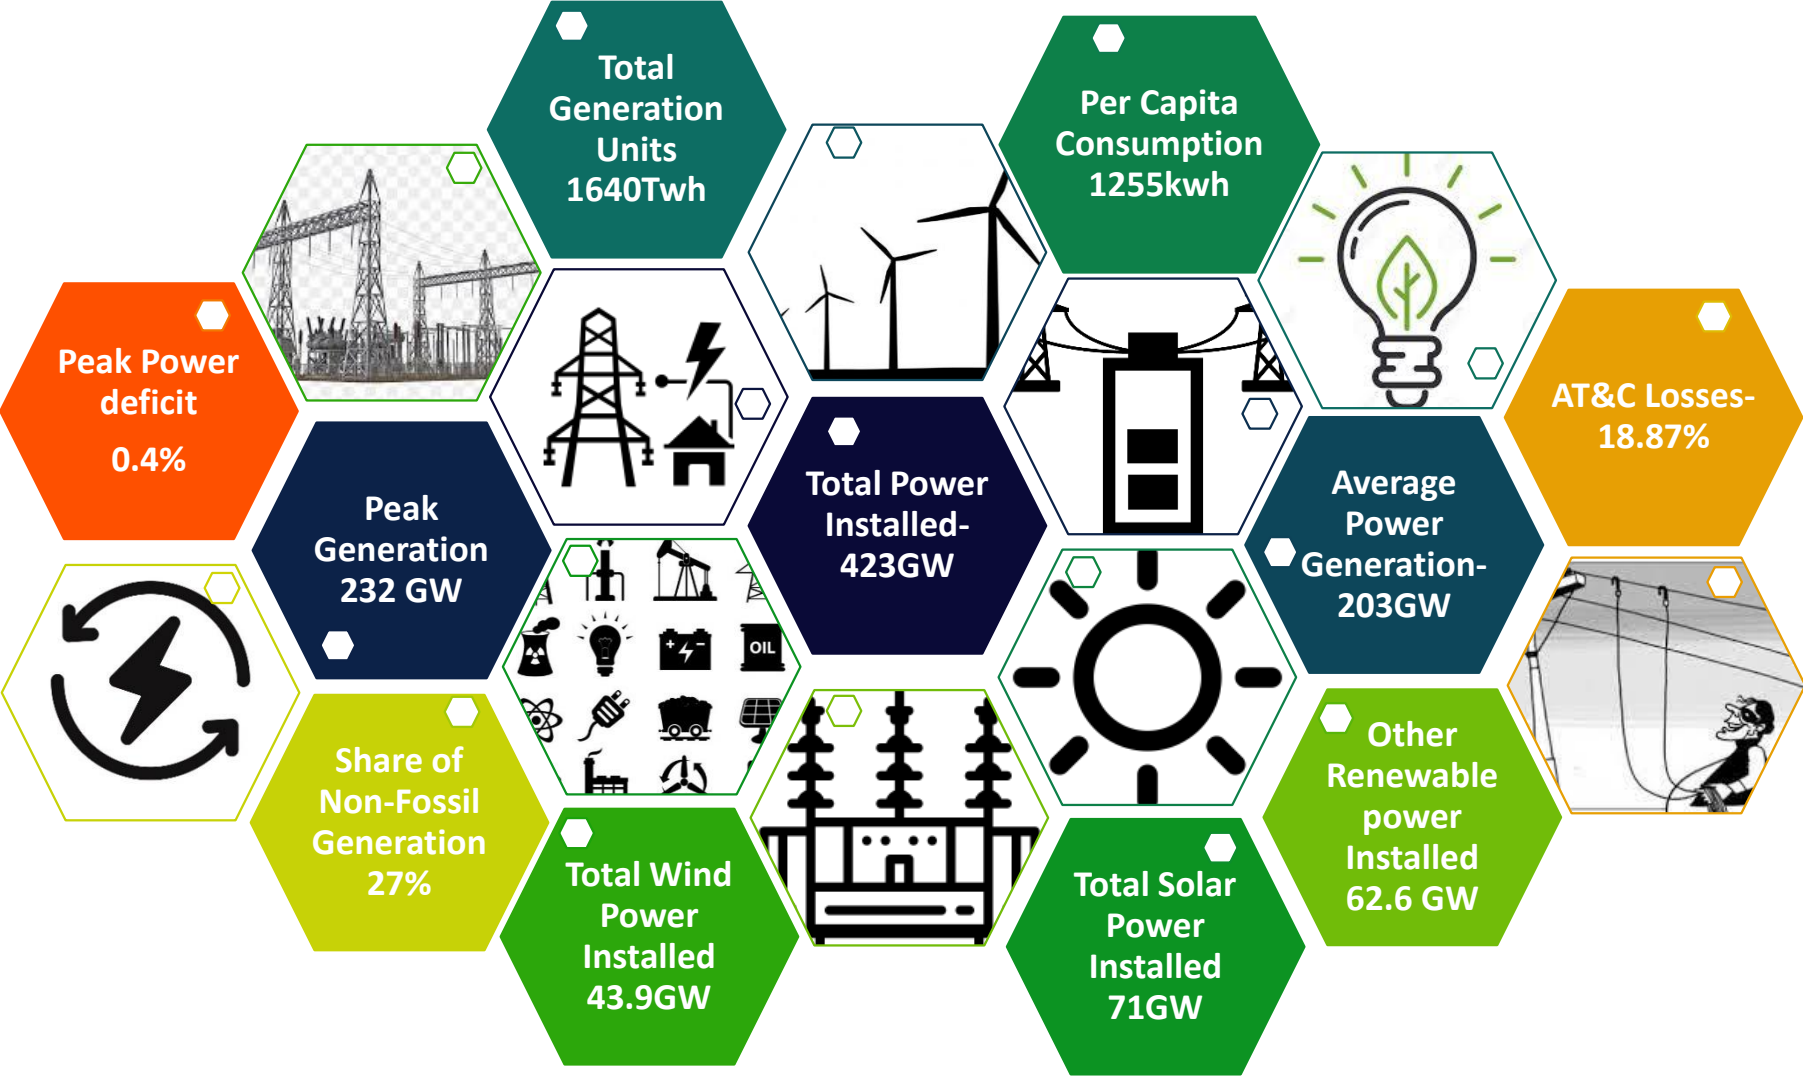 Total
Generation
Units
1640Twh
Per Capita
Consumption
1255kwh
Peak Power
deficit
0.4%
AT&C Losses-
18.87%
Peak
Generation
232 GW
Total Power
Installed-
423GW
Average
Power
Generation-
203GW
OIL
Share of
Non-Fossil
Generation
27%
Other
Renewable
power
Installed
62.6 GW
Total Wind
Power
Installed
43.9GW
Total Solar
Power
Installed
71GW